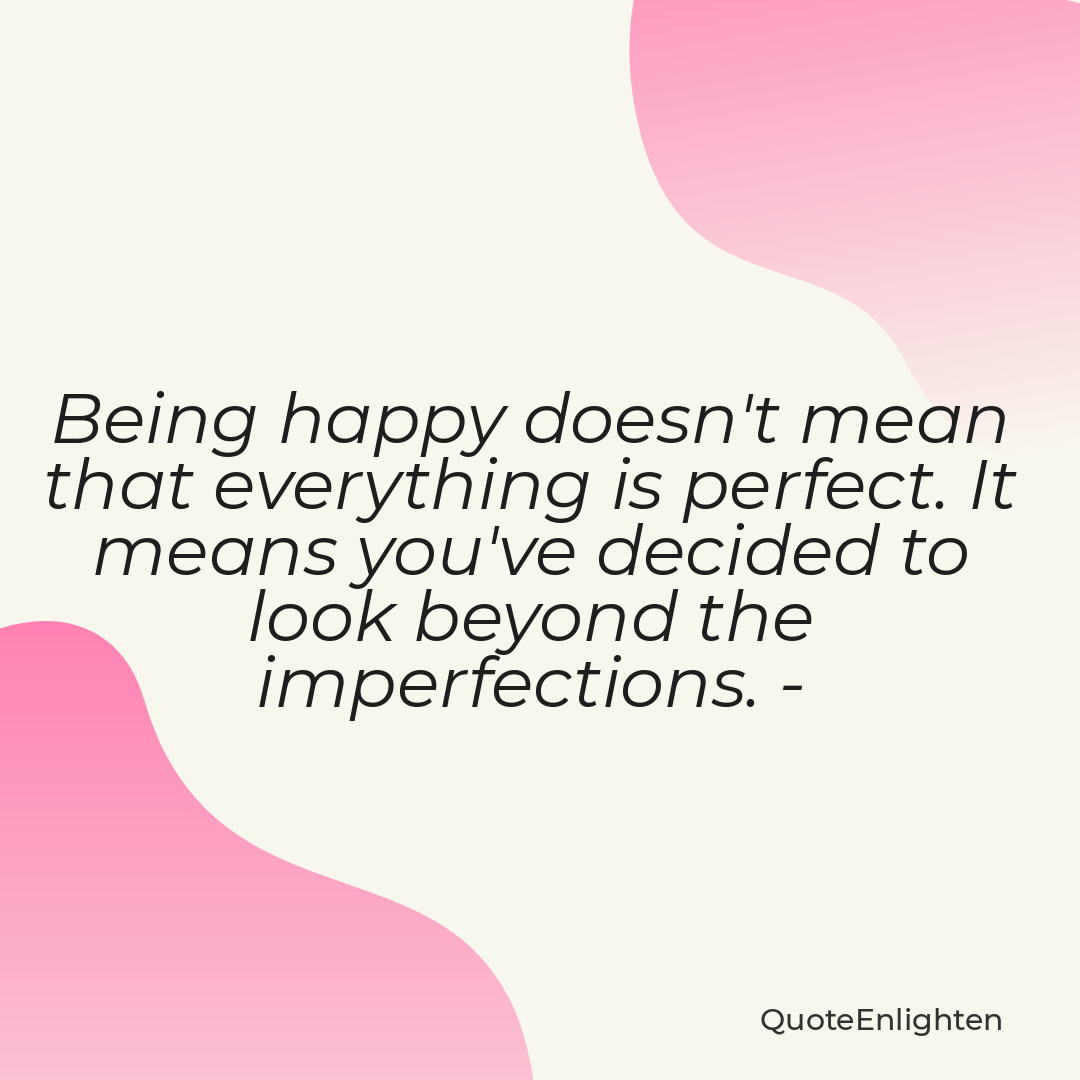 Being happy doesn't mean
that everything is perfect. It
means you've decided to
look beyond the
imperfections. -
QuoteEnlighten